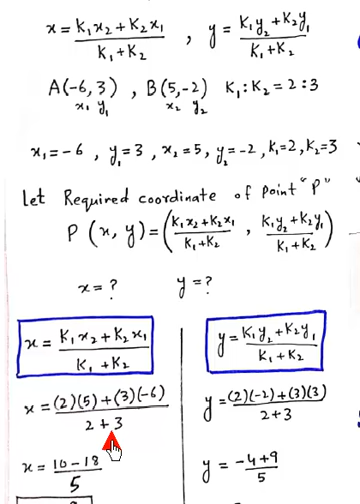 x = K₁x₂+K₂x₁ / K₁+K₂ , y = K₁y₂+K₂y₁ / K₁+K₂
A(-6,3) , B(5,-2) K₁:K₂ = 2:3
x₁ y₁ x₂ y₂
x₁=-6 , y₁=3 , x₂=5, y₂=-2, K₁=2, K₂=3
let Required coordinate of point "P"
P (x, y) = (K₁x₂+K₂x₁ / K₁+K₂ , K₁y₂+K₂y₁ / K₁+K₂)
x=? y=?
x = K₁x₂+K₂x₁ / K₁+K₂
x = (2)(5)+(3)(-6) / 2+3
x = 10-18 / 5
y = K₁y₂+K₂y₁ / K₁+K₂
y = (2)(-2)+(3)(3) / 2+3
y = -4+9 / 5